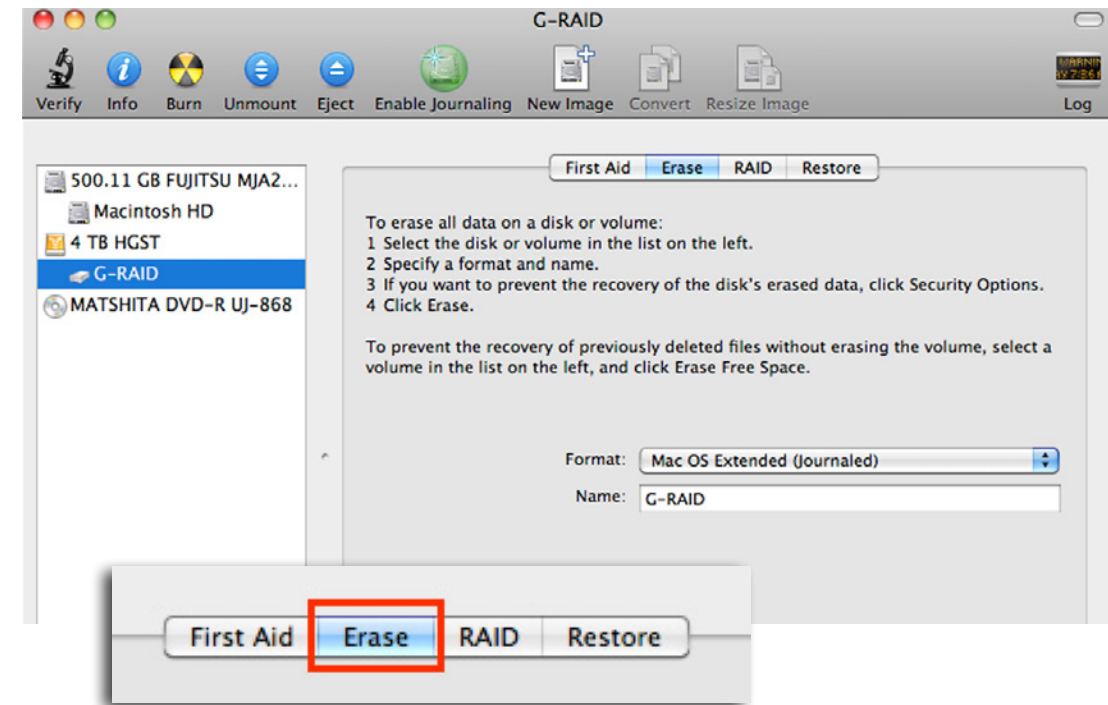 G-RAID
Verify Info Burn Unmount Eject Enable Journaling New Image Convert Resize Image Log
First Aid Erase RAID Restore
500.11 GB FUJITSU MJA2...
Macintosh HD
4 TB HGST
G-RAID
MATSHITA DVD-R UJ-868
To erase all data on a disk or volume:
1 Select the disk or volume in the list on the left.
2 Specify a format and name.
3 If you want to prevent the recovery of the disk's erased data, click Security Options.
4 Click Erase.
To prevent the recovery of previously deleted files without erasing the volume, select a
volume in the list on the left, and click Erase Free Space.
Format: Mac OS Extended (Journaled)
Name: G-RAID
First Aid Erase RAID Restore